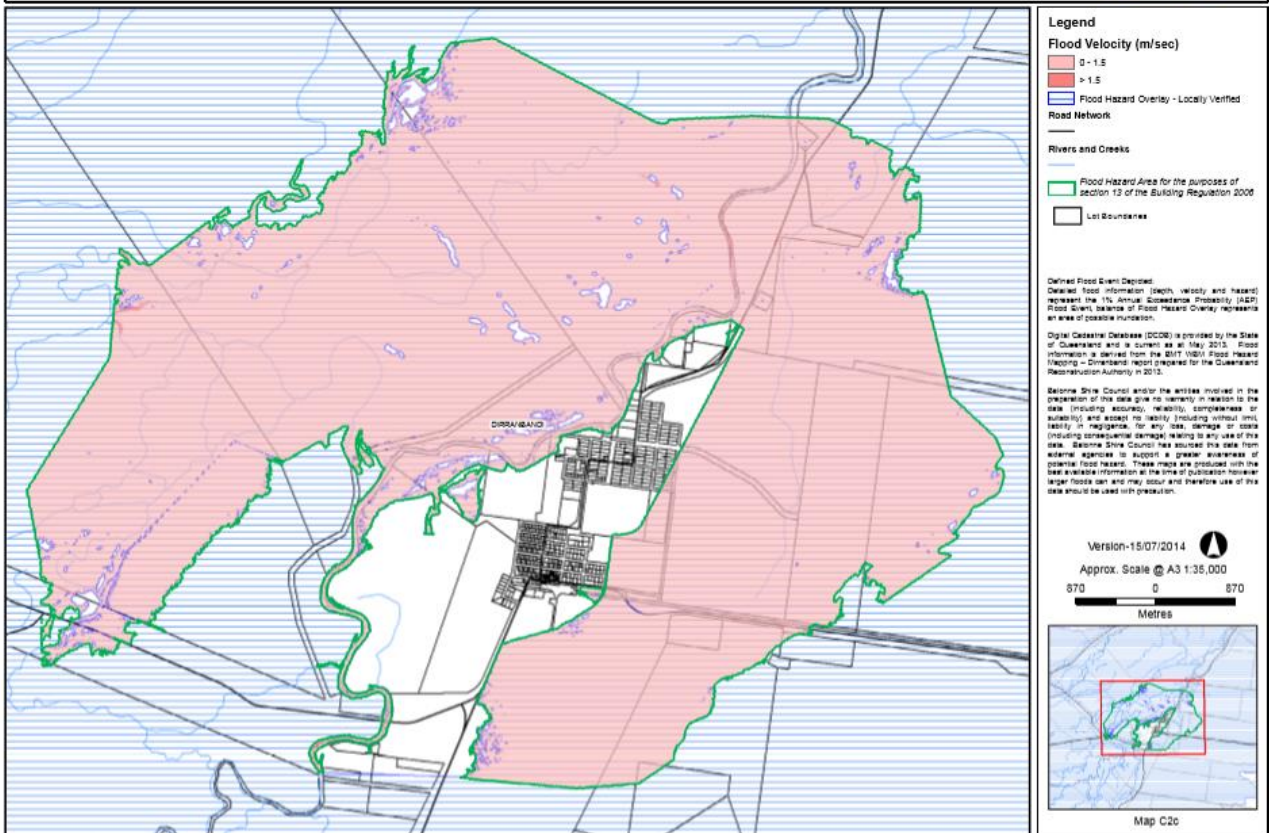 Legend
Flood Velocity (m/sec)
0 - 1.5
> 1.5
Flood Hazard Overlay - Locally Verified
Road Network
Rivers and Creeks
Flood Hazard Area for the purposes of
section 13 of the Building Regulation 2006
Lot Boundaries
Defined Flood Event Depicted:
Detailed flood information (depth, velocity and hazard)
represent the 1% Annual Exceedance Probability (AEP)
Flood Event, balance of Flood Hazard Overlay represents
an area of possible inundation.
Digital Cadastral Database (DCDB) is provided by the State
of Queensland and is current as at May 2013. Flood
information is derived from the BMT WBM Flood Hazard
Mapping – Dirranbandi report prepared for the Queensland
Reconstruction Authority in 2013.
Balonne Shire Council and/or the entities involved in the
preparation of this data give no warranty in relation to the
data (including accuracy, reliability, completeness or
suitability) and accept no liability (including without limit,
liability in negligence, for any loss, damage or costs
(including consequential damage) relating to any use of this
data. Balonne Shire Council has sourced this data from
external agencies to support a greater awareness of
potential flood hazard. These maps are produced with the
best available information at the time of publication however
larger floods can and may occur and therefore use of this
data should be used with precaution.
Version-15/07/2014
Approx. Scale @ A3 1:35,000
870 0 870
Metres
Map C2c
DIRRANBANDI